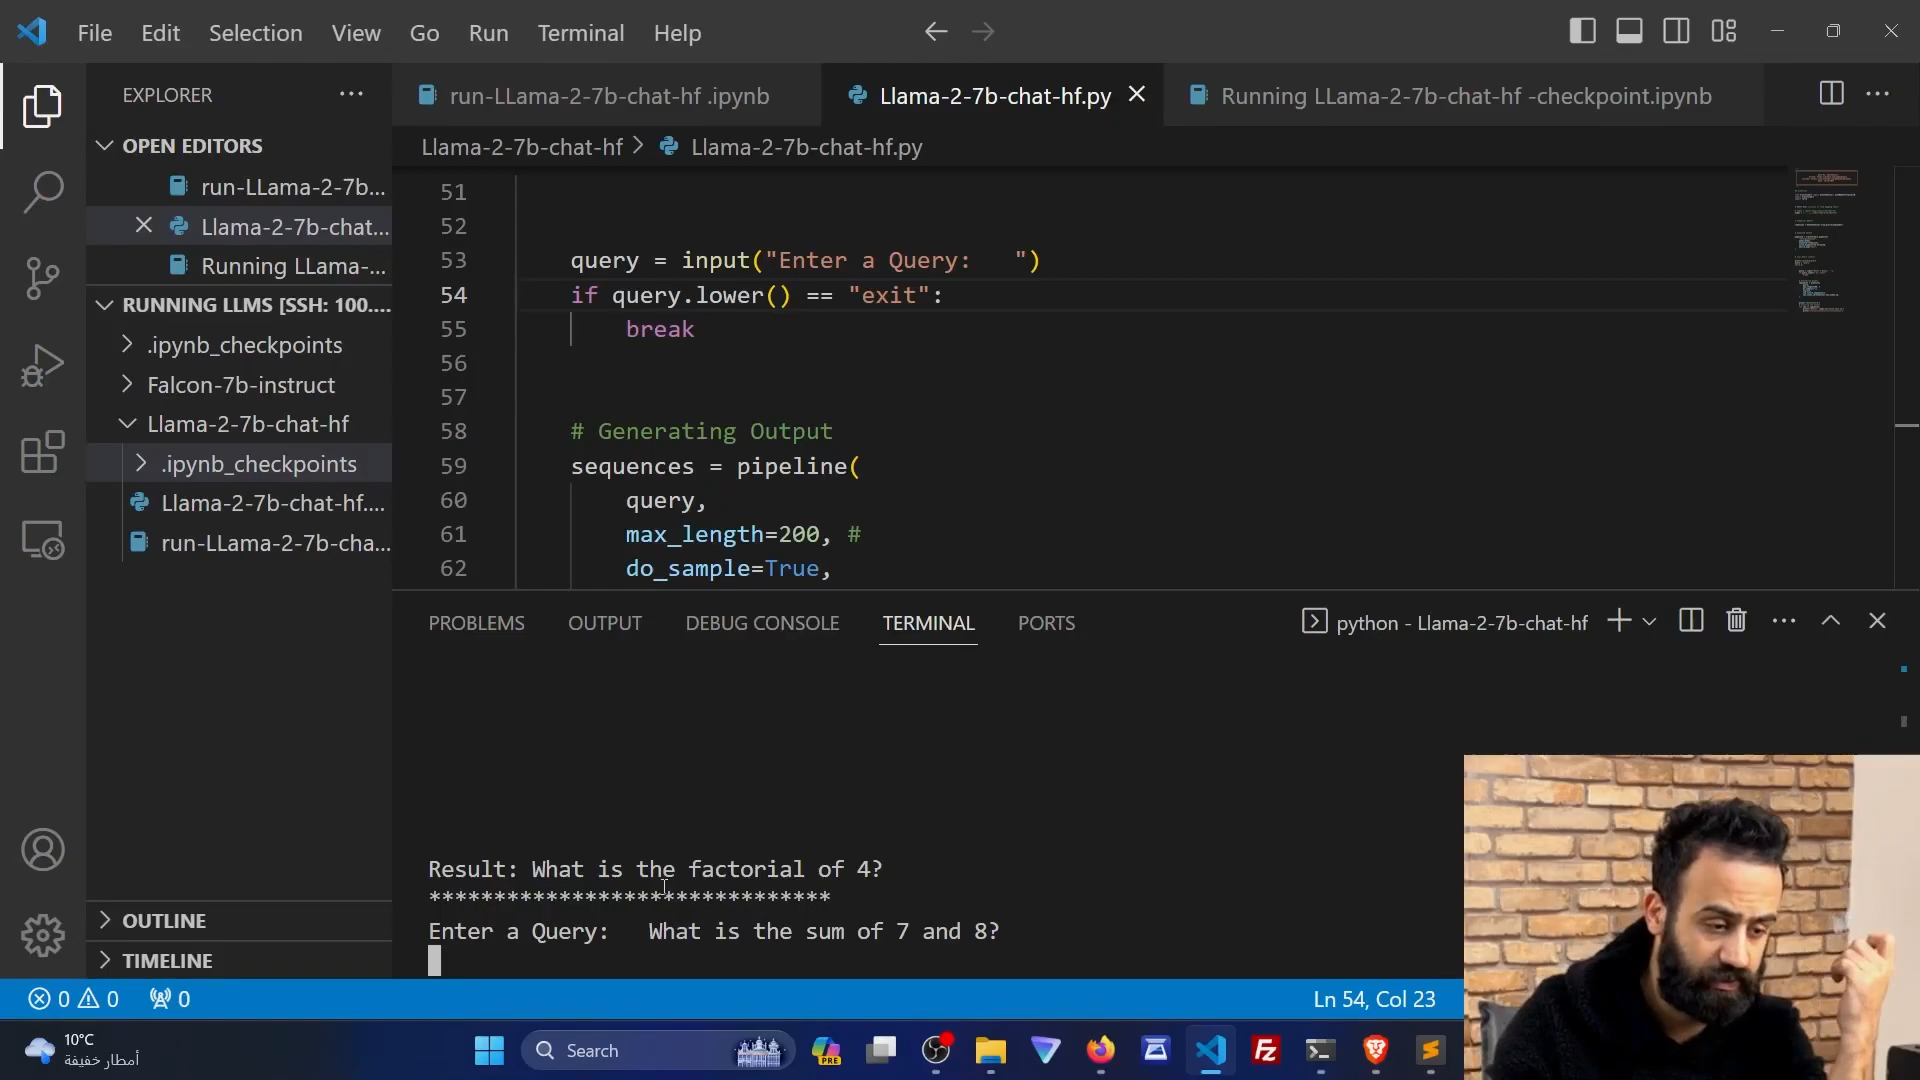 File Edit Selection View Go Run Terminal Help
EXPLORER
OPEN EDITORS
run-LLama-2-7b...
Llama-2-7b-chat...
Running LLama-...
RUNNING LLMS [SSH: 100....
.ipynb_checkpoints
Falcon-7b-instruct
Llama-2-7b-chat-hf
.ipynb_checkpoints
Llama-2-7b-chat-hf....
run-LLama-2-7b-cha...
OUTLINE
TIMELINE
run-LLama-2-7b-chat-hf .ipynb
Llama-2-7b-chat-hf.py
Running LLama-2-7b-chat-hf -checkpoint.ipynb
Llama-2-7b-chat-hf > Llama-2-7b-chat-hf.py
51
52
53 query = input("Enter a Query:   ")
54 if query.lower() == "exit":
55 break
56
57
58 # Generating Output
59 sequences = pipeline(
60 query,
61 max_length=200, #
62 do_sample=True,
PROBLEMS OUTPUT DEBUG CONSOLE TERMINAL PORTS
python - Llama-2-7b-chat-hf
Result: What is the factorial of 4?
*******************************
Enter a Query:   What is the sum of 7 and 8?
0 0 0
Ln 54, Col 23
10°C
أمطار خفيفة
Search
PRE
Fz